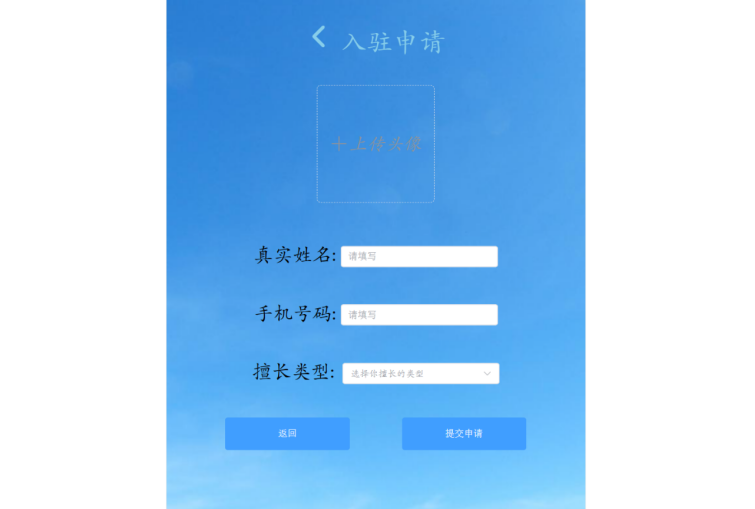 入驻申请
+上传头像
真实姓名: 请填写
手机号码: 请填写
擅长类型: 选择你擅长的类型
返回 提交申请